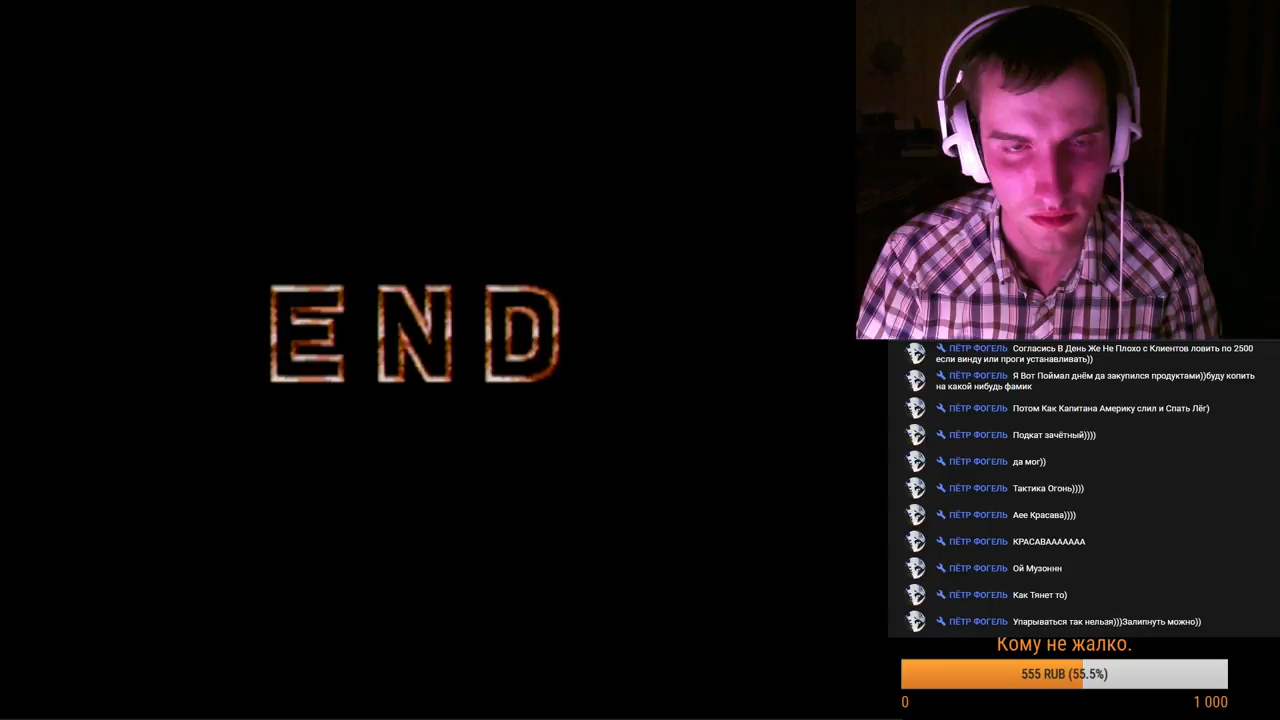 END
ПЁТР ФОГЕЛЬ Согласись В День Же Не Плохо с Клиентов ловить по 2500
если винду или проги устанавливать))
ПЁТР ФОГЕЛЬ Я Вот Поймал днём да закупился продуктами))буду копить
на какой нибудь фамик
ПЁТР ФОГЕЛЬ Потом Как Капитана Америку слил и Спать Лёг)
ПЁТР ФОГЕЛЬ Подкат зачётный))))
ПЁТР ФОГЕЛЬ да мог))
ПЁТР ФОГЕЛЬ Тактика Огонь))))
ПЁТР ФОГЕЛЬ Аее Красава))))
ПЁТР ФОГЕЛЬ КРАСАВААААААА
ПЁТР ФОГЕЛЬ Ой Музоннн
ПЁТР ФОГЕЛЬ Как Тянет то)
ПЁТР ФОГЕЛЬ Упарываться так нельзя)))Залипнуть можно))
Кому не жалко.
555 RUB (55.5%)
0 1 000